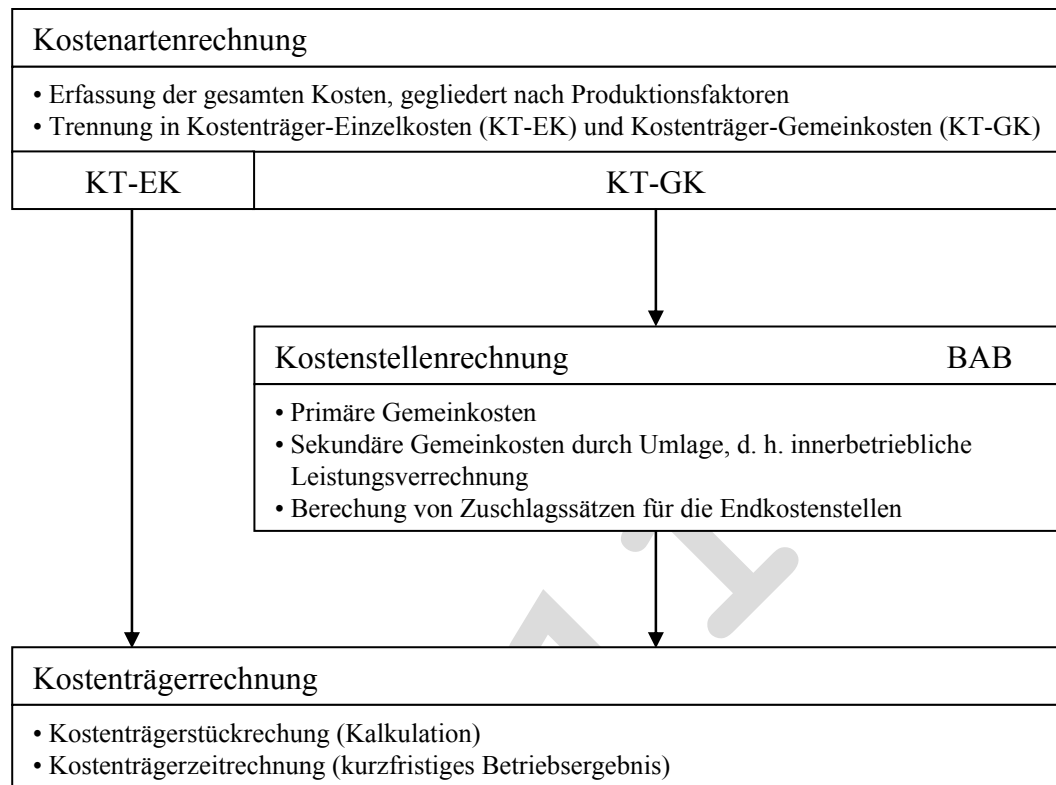 Kostenartenrechnung
• Erfassung der gesamten Kosten, gegliedert nach Produktionsfaktoren
• Trennung in Kostenträger-Einzelkosten (KT-EK) und Kostenträger-Gemeinkosten (KT-GK)
KT-EK KT-GK
Kostenstellenrechnung BAB
• Primäre Gemeinkosten
• Sekundäre Gemeinkosten durch Umlage, d. h. innerbetriebliche
Leistungsverrechnung
• Berechung von Zuschlagssätzen für die Endkostenstellen
Kostenträgerrechnung
• Kostenträgerstückrechung (Kalkulation)
• Kostenträgerzeitrechnung (kurzfristiges Betriebsergebnis)